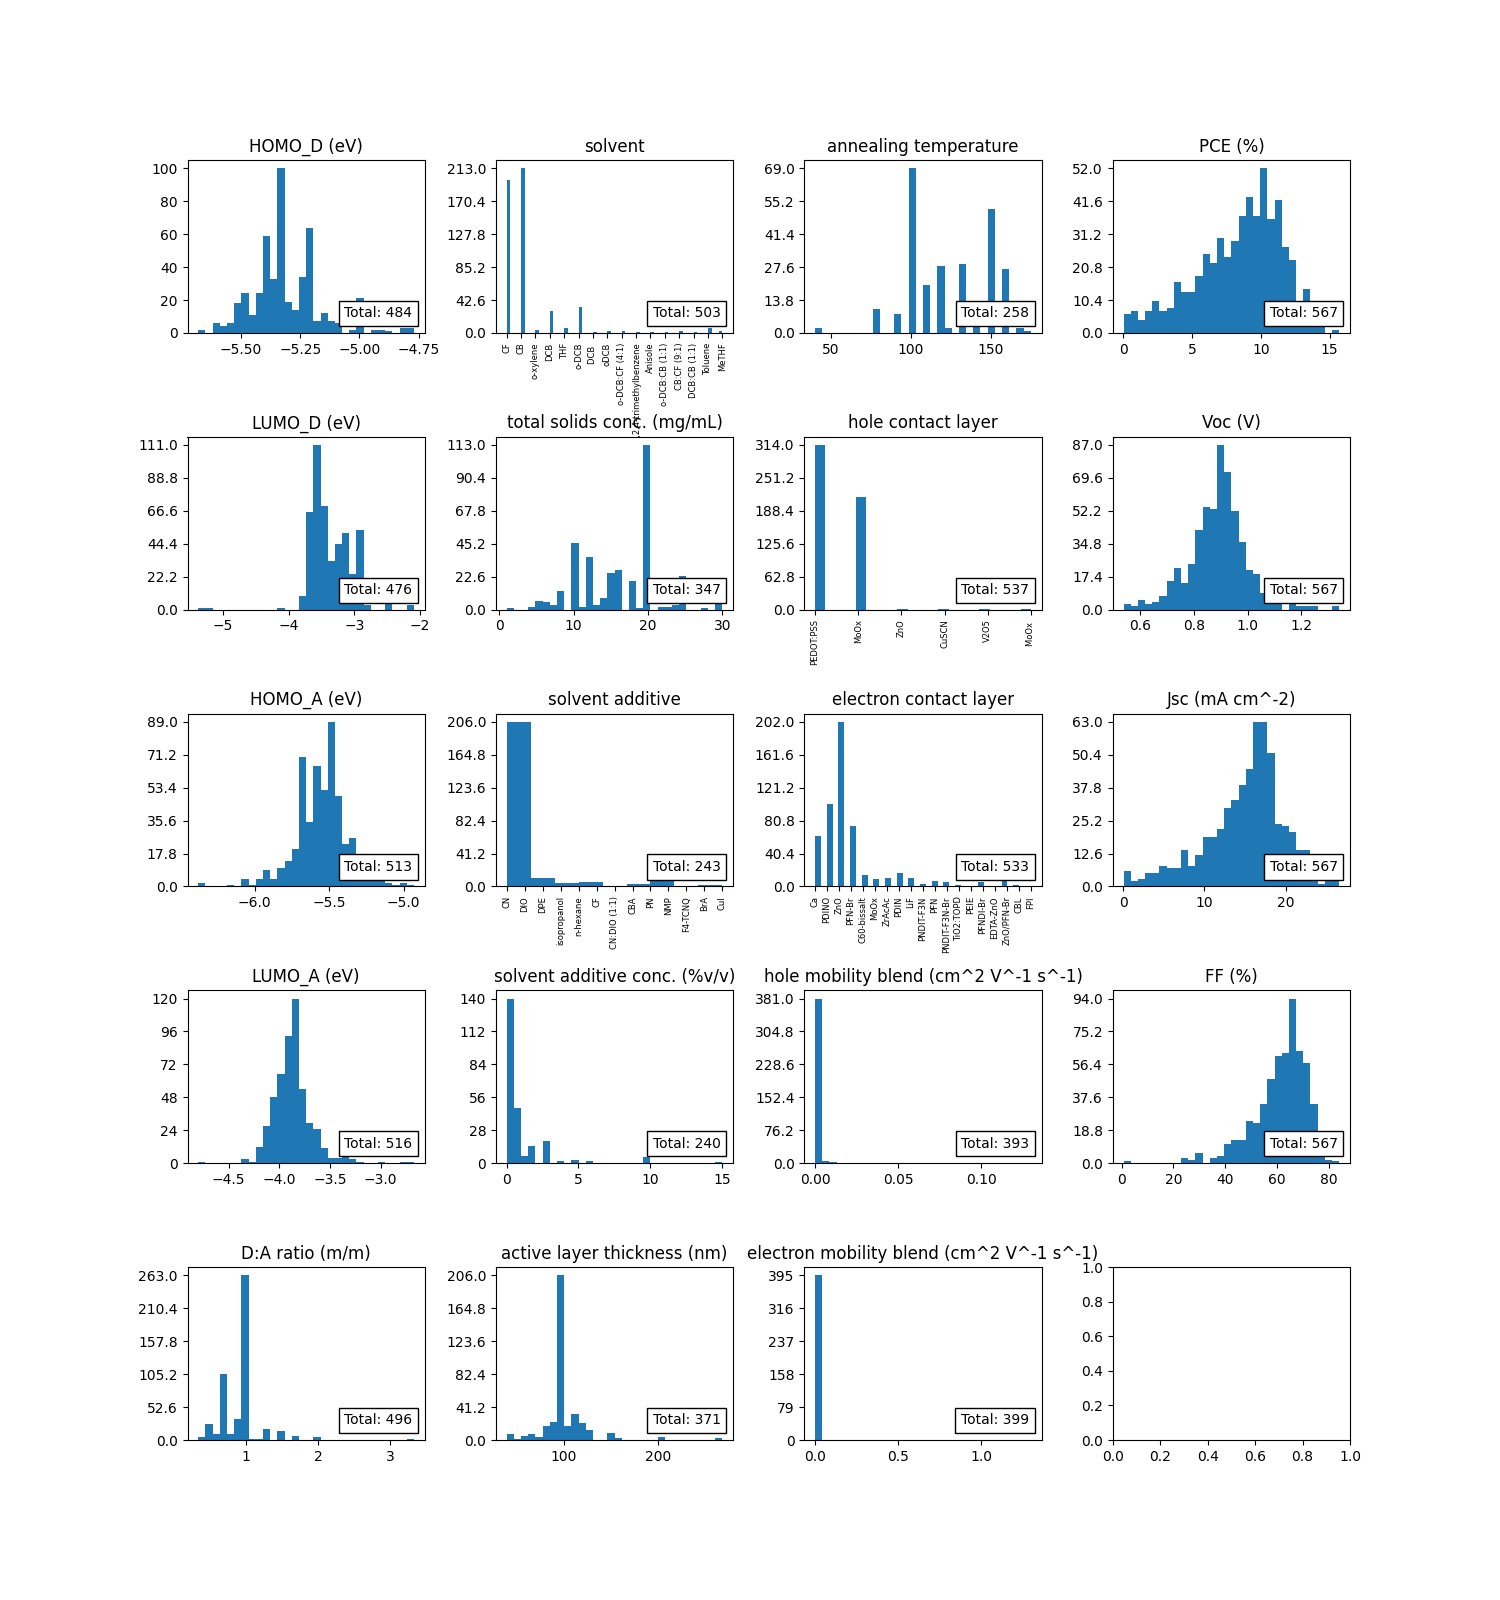 HOMO_D (eV)
100
80
60
40
20
0
−5.50
−5.25
−5.00
−4.75
Total: 484
solvent
213.0
170.4
127.8
85.2
42.6
0.0
CF
CB
o-xylene
DCB
THF
o-DCB
DCB
oDCB
o-DCB:CF (4:1)
trimethylbenzene
Anisole
o-DCB:CB (1:1)
CB:CF (9:1)
DCB:CB (1:1)
Toluene
MeTHF
Total: 503
annealing temperature
69.0
55.2
41.4
27.6
13.8
0.0
50
100
150
Total: 258
PCE (%)
52.0
41.6
31.2
20.8
10.4
0.0
0
5
10
15
Total: 567
LUMO_D (eV)
111.0
88.8
66.6
44.4
22.2
0.0
−5
−4
−3
−2
Total: 476
total solids conc. (mg/mL)
113.0
90.4
67.8
45.2
22.6
0.0
0
10
20
30
Total: 347
hole contact layer
314.0
251.2
188.4
125.6
62.8
0.0
PEDOT:PSS
MoOx
ZnO
CuSCN
V2O5
MoOx
Total: 537
Voc (V)
87.0
69.6
52.2
34.8
17.4
0.0
0.6
0.8
1.0
1.2
Total: 567
HOMO_A (eV)
89.0
71.2
53.4
35.6
17.8
0.0
−6.0
−5.5
−5.0
Total: 513
solvent additive
206.0
164.8
123.6
82.4
41.2
0.0
CN
DIO
DPE
isopropanol
n-hexane
CF
CN:DIO (1:1)
CBA
PN
NMP
F4-TCNQ
BrA
CuI
Total: 243
electron contact layer
202.0
161.6
121.2
80.8
40.4
0.0
Ca
PDINO
ZnO
PFN-Br
C60-bissalt
MoOx
ZrAcAc
PDIN
LiF
PNDIT-F3N
PFN
PNDIT-F3N-Br
TiO2:TOPD
PEIE
PFNDI-Br
EDTA-ZnO
ZnO/PFN-Br
CBL
FPI
Total: 533
Jsc (mA cm^-2)
63.0
50.4
37.8
25.2
12.6
0.0
0
10
20
Total: 567
LUMO_A (eV)
120
96
72
48
24
0
−4.5
−4.0
−3.5
−3.0
Total: 516
solvent additive conc. (%v/v)
140
112
84
56
28
0
0
5
10
15
Total: 240
hole mobility blend (cm^2 V^-1 s^-1)
381.0
304.8
228.6
152.4
76.2
0.0
0.00
0.05
0.10
Total: 393
FF (%)
94.0
75.2
56.4
37.6
18.8
0.0
0
20
40
60
80
Total: 567
D:A ratio (m/m)
263.0
210.4
157.8
105.2
52.6
0.0
1
2
3
Total: 496
active layer thickness (nm)
206.0
164.8
123.6
82.4
41.2
0.0
100
200
Total: 371
electron mobility blend (cm^2 V^-1 s^-1)
395
316
237
158
79
0
0.0
0.5
1.0
Total: 399
1.0
0.8
0.6
0.4
0.2
0.0
0.0
0.2
0.4
0.6
0.8
1.0